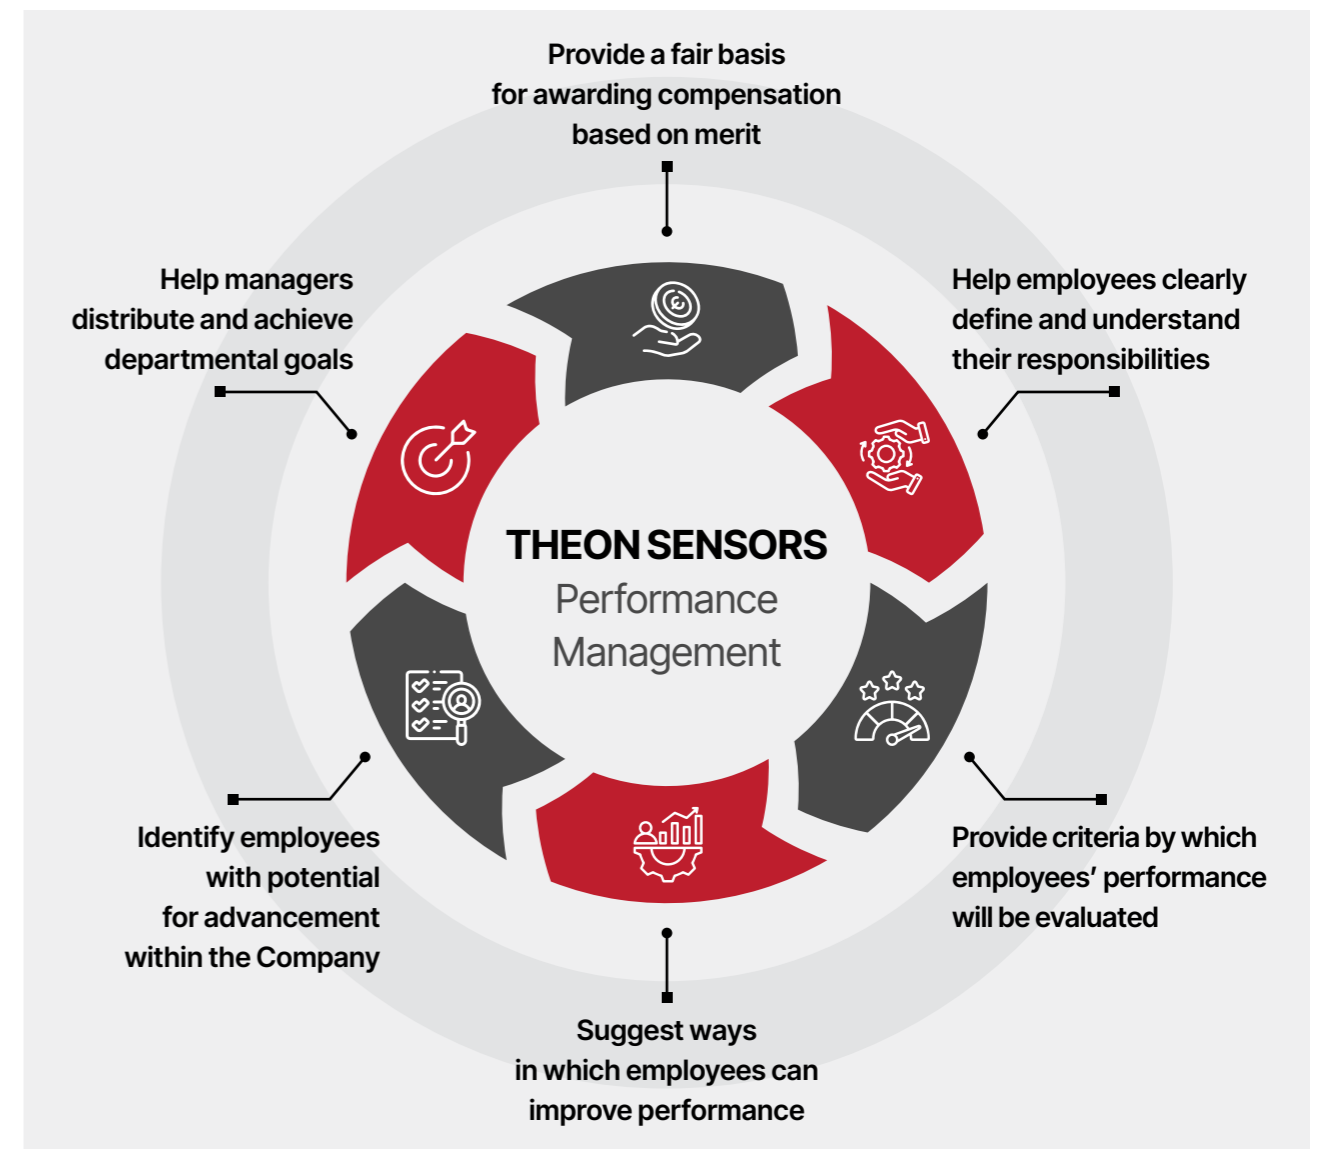 Provide a fair basis
for awarding compensation
based on merit
Help managers
distribute and achieve
departmental goals
Help employees clearly
define and understand
their responsibilities
THEON SENSORS
Performance
Management
Identify employees
with potential
for advancement
within the Company
Provide criteria by which
employees’ performance
will be evaluated
Suggest ways
in which employees can
improve performance